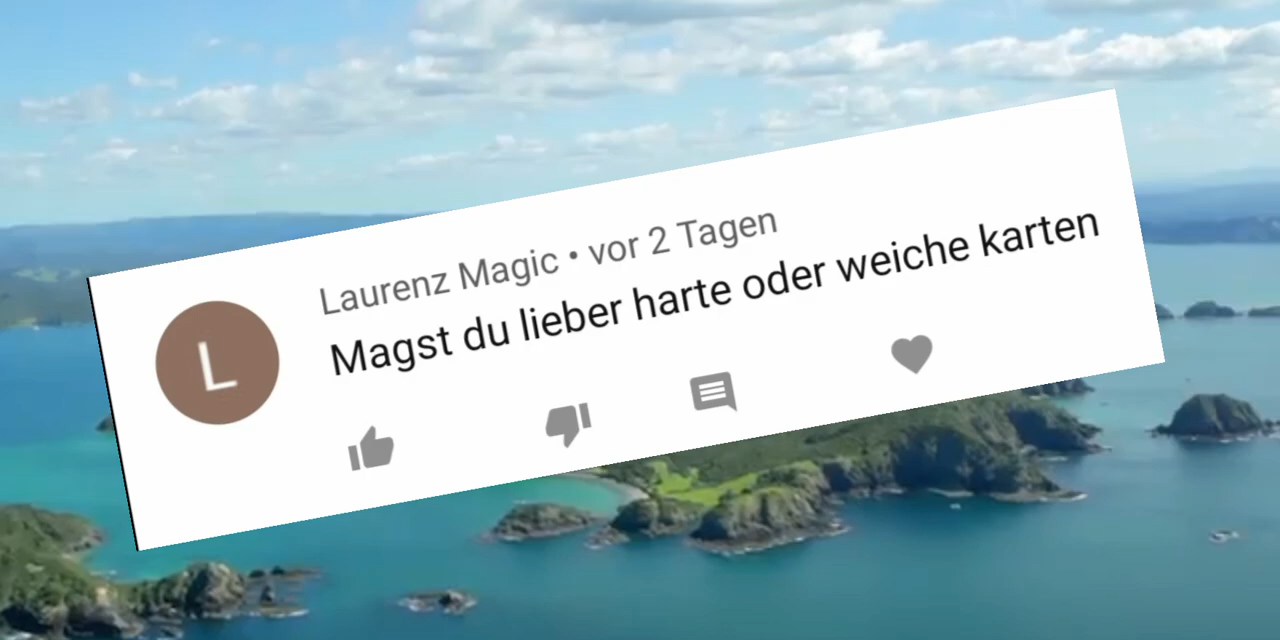 L
Laurenz Magic • vor 2 Tagen
Magst du lieber harte oder weiche karten